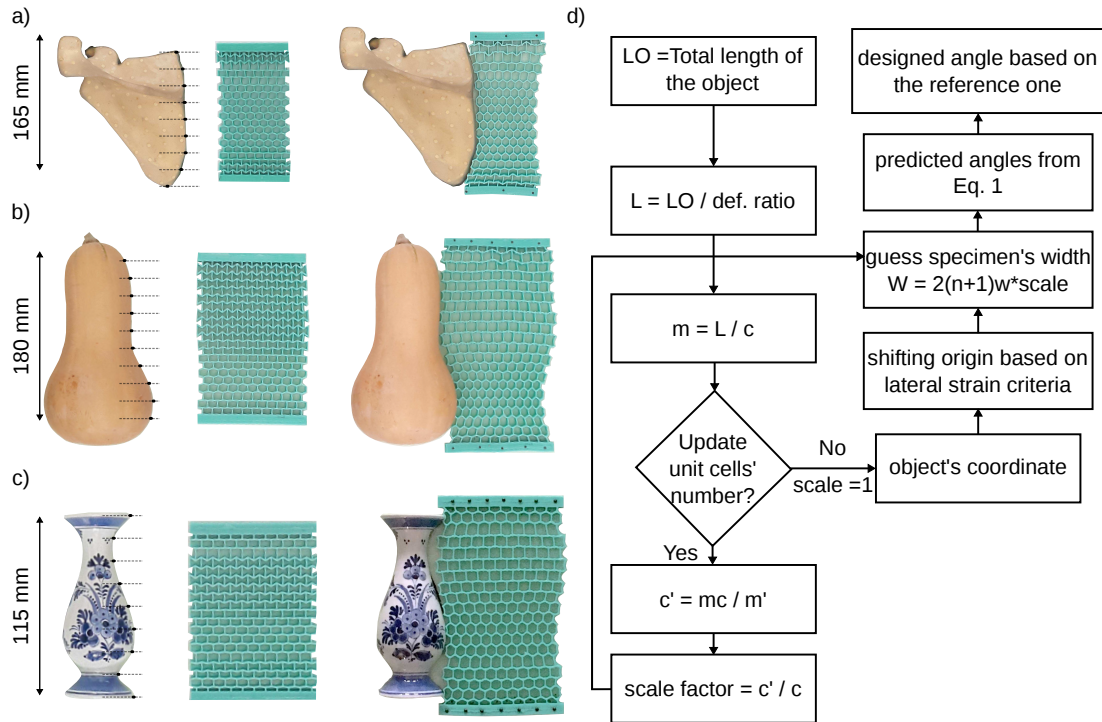 a)
165 mm
b)
180 mm
c)
115 mm
d)
LO =Total length of
the object
L = LO / def. ratio
m = L / c
Update
unit cells'
number?
No
scale =1
Yes
c' = mc / m'
scale factor = c' / c
object's coordinate
shifting origin based on
lateral strain criteria
guess specimen's width
W = 2(n+1)w*scale
predicted angles from
Eq. 1
designed angle based on
the reference one